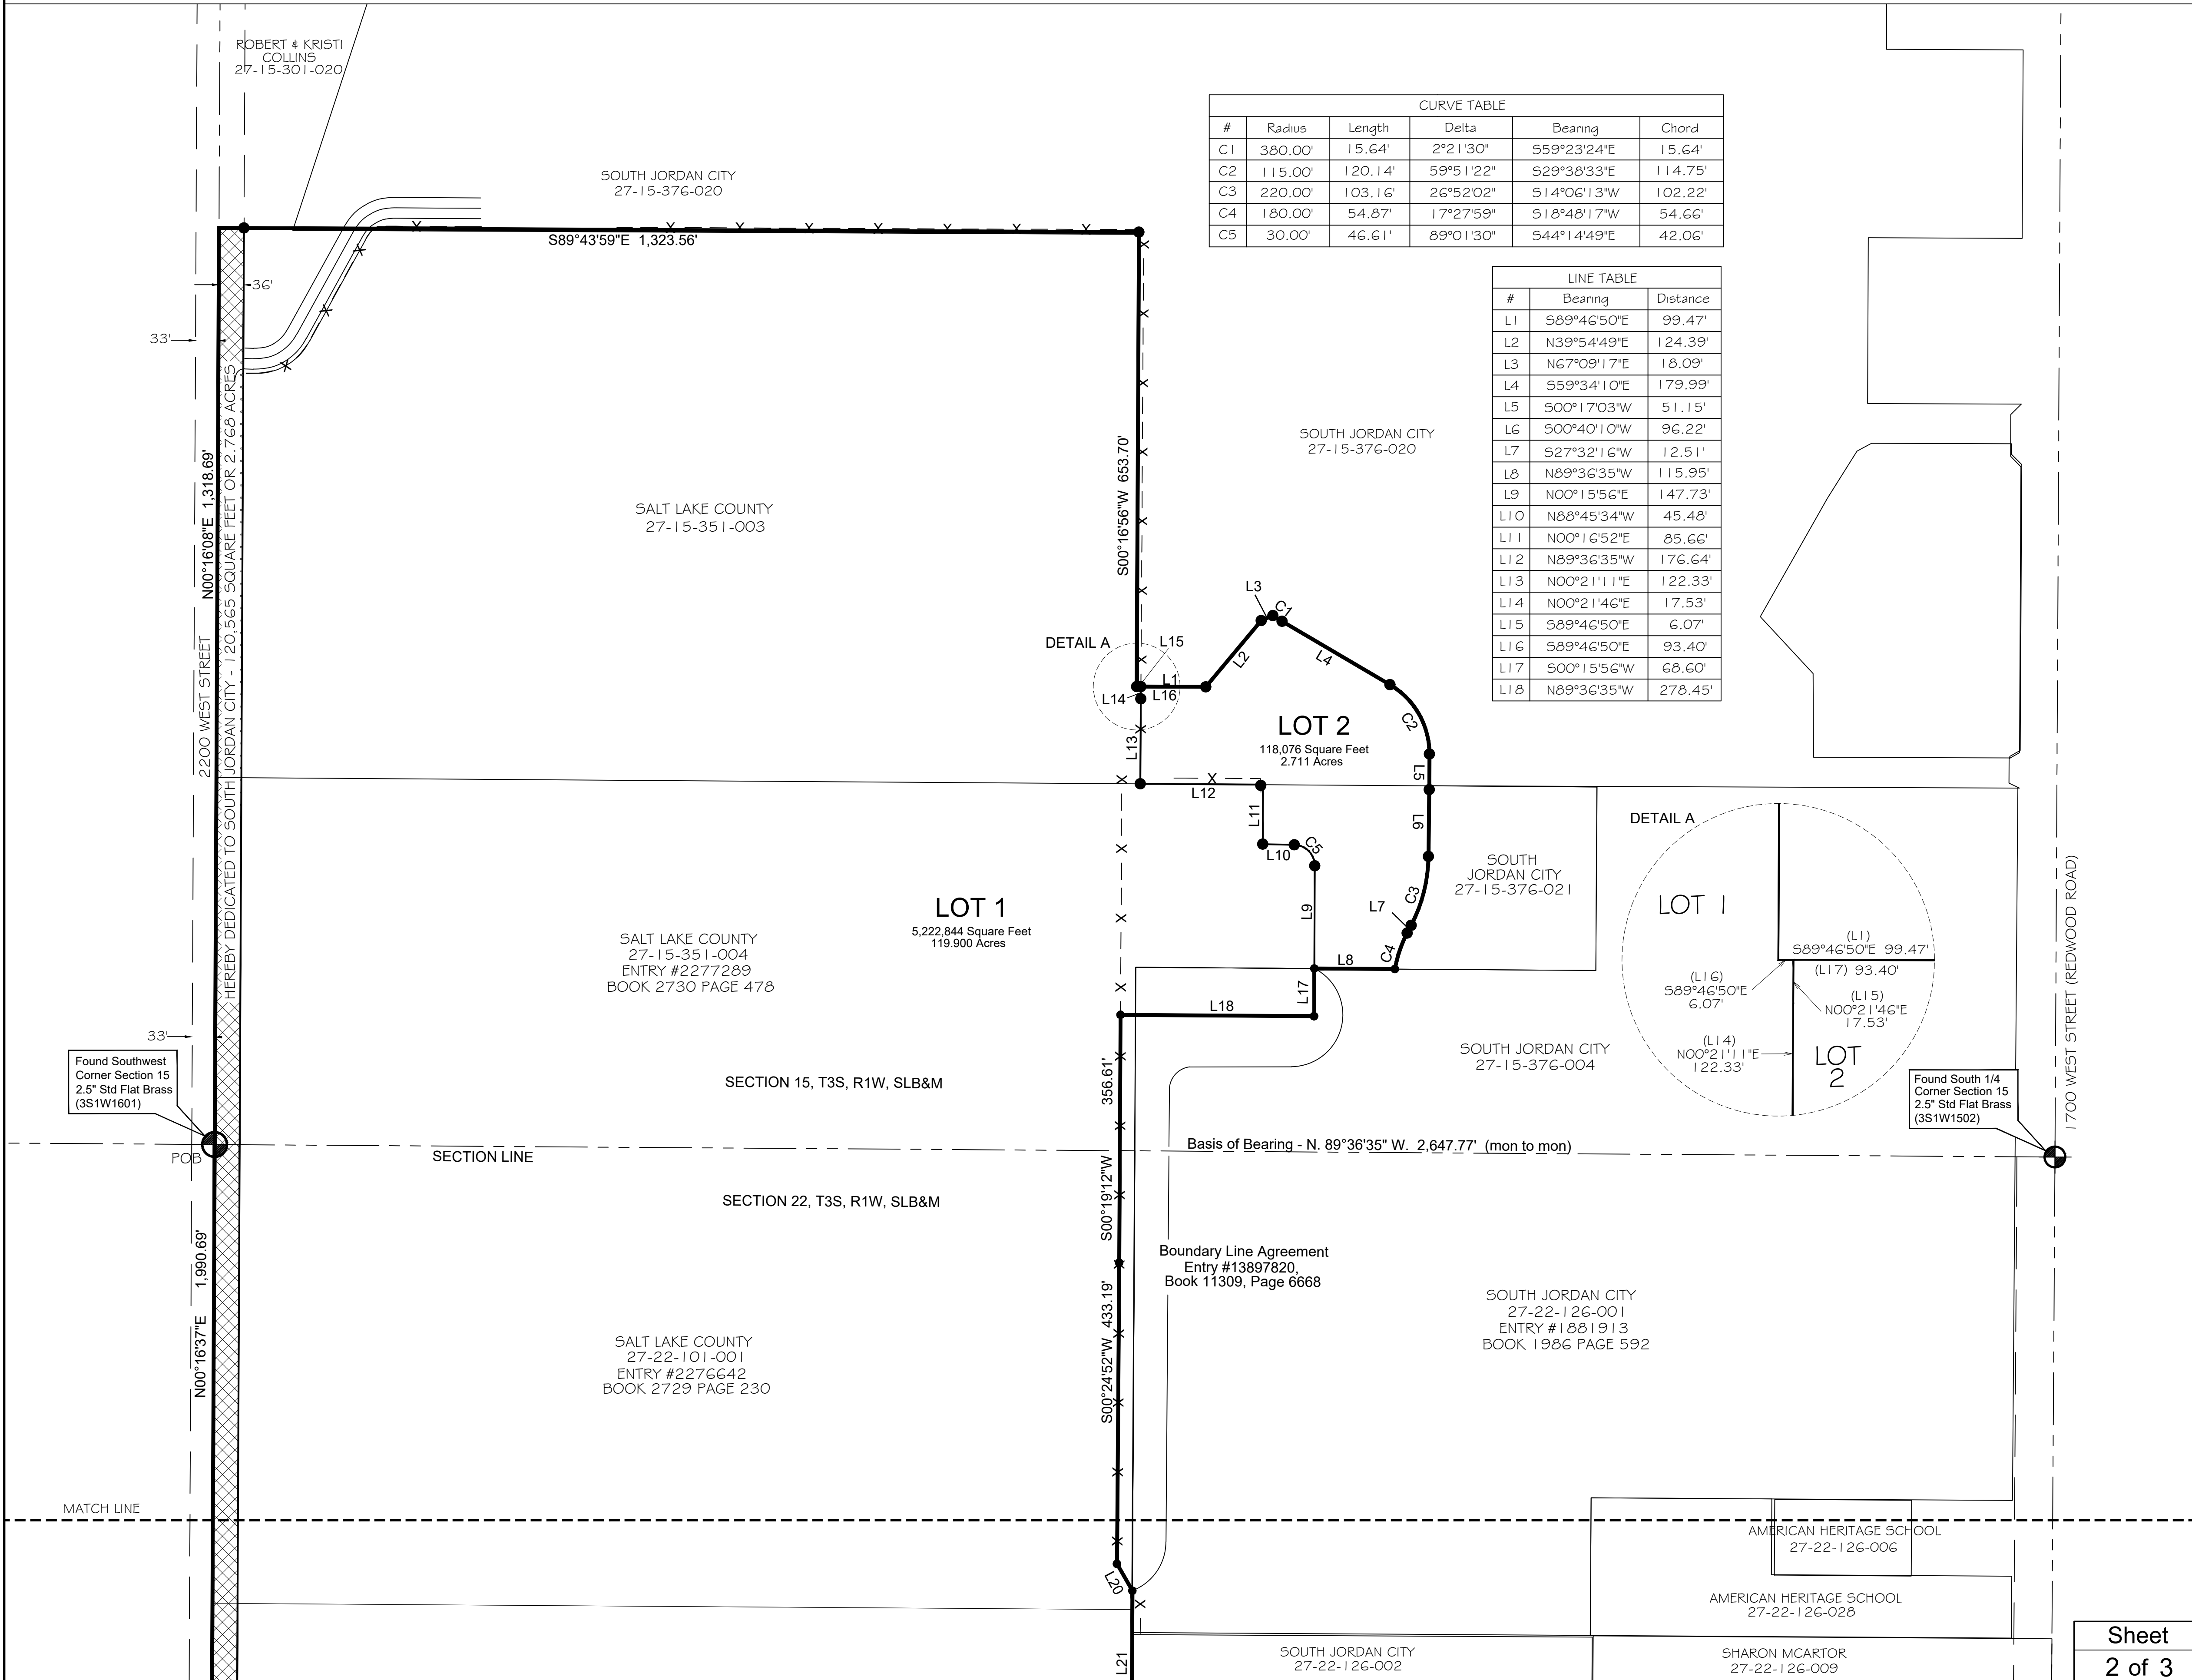 ROBERT & KRISTI
COLLINS
27-15-301-020
SOUTH JORDAN CITY
27-15-376-020
S89°43'59"E 1,323.56'
36'
33'
N00°16'08"E 1,318.69'
2200 WEST STREET
HEREBY DEDICATED TO SOUTH JORDAN CITY - 120,565 SQUARE FEET OR 2.768 ACRES
SALT LAKE COUNTY
27-15-351-003
S00°16'56"W 653.70'
CURVE TABLE
# Radius Length Delta Bearing Chord
C1 380.00' 15.64' 2°21'30" S59°23'24"E 15.64'
C2 115.00' 120.14' 59°51'22" S29°38'33"E 114.75'
C3 220.00' 103.16' 26°52'02" S14°06'13"W 102.22'
C4 180.00' 54.87' 17°27'59" S18°48'17"W 54.66'
C5 30.00' 46.61' 89°01'30" S44°14'49"E 42.06'
LINE TABLE
# Bearing Distance
L1 S89°46'50"E 99.47'
L2 N39°54'49"E 124.39'
L3 N67°09'17"E 18.09'
L4 S59°34'10"E 179.99'
L5 S00°17'03"W 51.15'
L6 S00°40'10"W 96.22'
L7 S27°32'16"W 12.51'
L8 N89°36'35"W 115.95'
L9 N00°15'56"E 147.73'
L10 N88°45'34"W 45.48'
L11 N00°16'52"E 85.66'
L12 N89°36'35"W 176.64'
L13 N00°21'11"E 122.33'
L14 N00°21'46"E 17.53'
L15 S89°46'50"E 6.07'
L16 S89°46'50"E 93.40'
L17 S00°15'56"W 68.60'
L18 N89°36'35"W 278.45'
SOUTH JORDAN CITY
27-15-376-020
L3
C1
L2
L4
DETAIL A
L15
L1
L16
L14
L13
C2
LOT 2
118,076 Square Feet
2.711 Acres
L5
L12
L6
L11
L10
C5
L9
C3
L7
C4
L8
L17
L18
SOUTH
JORDAN CITY
27-15-376-021
DETAIL A
LOT 1
(L1)
S89°46'50"E 99.47'
(L16)
S89°46'50"E
6.07'
(L17) 93.40'
(L15)
N00°21'46"E
17.53'
(L14)
N00°21'11"E
122.33'
LOT
2
1700 WEST STREET (REDWOOD ROAD)
LOT 1
5,222,844 Square Feet
119.900 Acres
SALT LAKE COUNTY
27-15-351-004
ENTRY #2277289
BOOK 2730 PAGE 478
33'
Found Southwest
Corner Section 15
2.5" Std Flat Brass
(3S1W1601)
POB
SECTION 15, T3S, R1W, SLB&M
SECTION LINE
SECTION 22, T3S, R1W, SLB&M
356.61'
S00°19'12"W
SOUTH JORDAN CITY
27-15-376-004
Found South 1/4
Corner Section 15
2.5" Std Flat Brass
(3S1W1502)
Basis of Bearing - N. 89°36'35" W. 2,647.77' (mon to mon)
Boundary Line Agreement
Entry #13897820,
Book 11309, Page 6668
S00°24'52"W 433.19'
N00°16'37"E 1,990.69'
SALT LAKE COUNTY
27-22-101-001
ENTRY #2276642
BOOK 2729 PAGE 230
SOUTH JORDAN CITY
27-22-126-001
ENTRY #1881913
BOOK 1986 PAGE 592
MATCH LINE
AMERICAN HERITAGE SCHOOL
27-22-126-006
L20
AMERICAN HERITAGE SCHOOL
27-22-126-028
L21
SOUTH JORDAN CITY
27-22-126-002
SHARON MCARTOR
27-22-126-009
Sheet
2 of 3